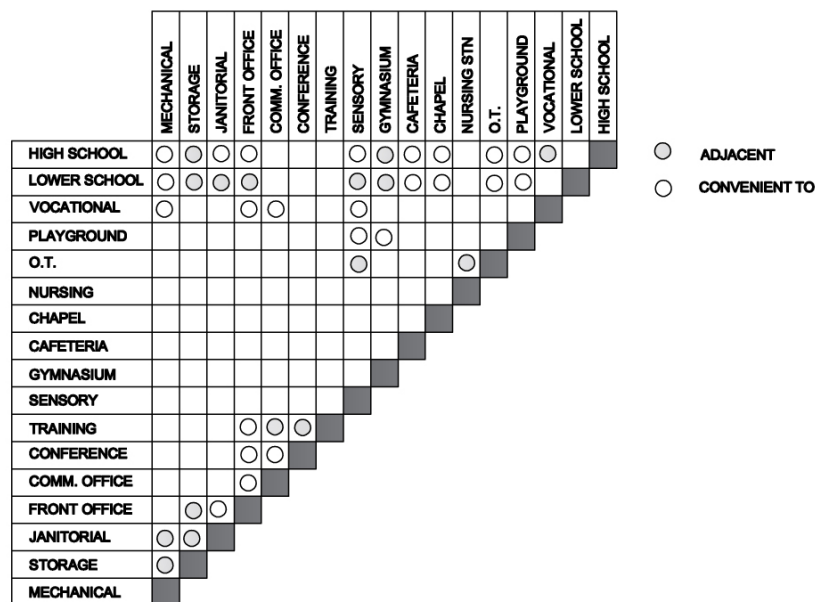 MECHANICAL
STORAGE
JANITORIAL
FRONT OFFICE
COMM. OFFICE
CONFERENCE
TRAINING
SENSORY
GYMNASIUM
CAFETERIA
CHAPEL
NURSING STN
O.T.
PLAYGROUND
VOCATIONAL
LOWER SCHOOL
HIGH SCHOOL
HIGH SCHOOL
LOWER SCHOOL
VOCATIONAL
PLAYGROUND
O.T.
NURSING
CHAPEL
CAFETERIA
GYMNASIUM
SENSORY
TRAINING
CONFERENCE
COMM. OFFICE
FRONT OFFICE
JANITORIAL
STORAGE
MECHANICAL
ADJACENT
CONVENIENT TO